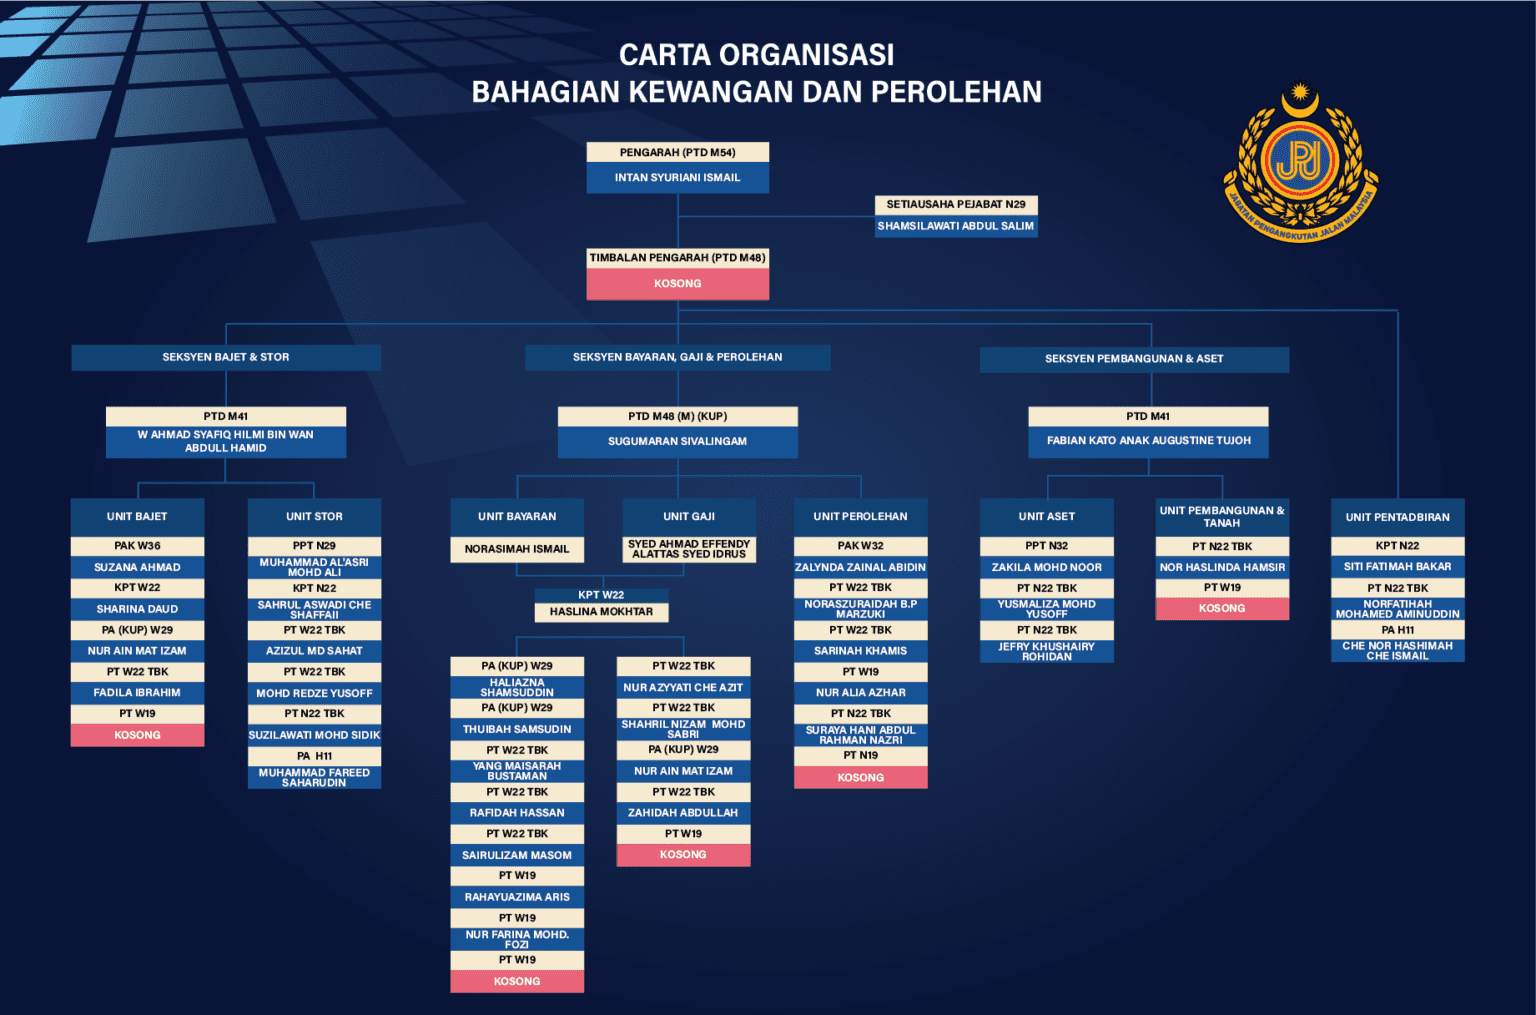 CARTA ORGANISASI
BAHAGIAN KEWANGAN DAN PEROLEHAN
JPJ
JABATAN PENGANGKUTAN JALAN MALAYSIA
PENGARAH (PTD M54)
INTAN SYURIANI ISMAIL
SETIAUSAHA PEJABAT N29
SHAMSILAWATI ABDUL SALIM
TIMBALAN PENGARAH (PTD M48)
KOSONG
SEKSYEN BAJET & STOR
PTD M41
W AHMAD SYAFIQ HILMI BIN WAN
ABDULL HAMID
UNIT BAJET
PAK W36
SUZANA AHMAD
KPT W22
SHARINA DAUD
PA (KUP) W29
NUR AIN MAT IZAM
PT W22 TBK
FADILA IBRAHIM
PT W19
KOSONG
UNIT STOR
PPT N29
MUHAMMAD AL'ASRI
MOHD ALI
KPT N22
SAHRUL ASWADI CHE
SHAFFAII
PT W22 TBK
AZIZUL MD SAHAT
PT W22 TBK
MOHD REDZE YUSOFF
PT N22 TBK
SUZILAWATI MOHD SIDIK
PA H11
MUHAMMAD FAREED
SAHARUDIN
SEKSYEN BAYARAN, GAJI & PEROLEHAN
PTD M48 (M) (KUP)
SUGUMARAN SIVALINGAM
UNIT BAYARAN
NORASIMAH ISMAIL
UNIT GAJI
SYED AHMAD EFFENDY
ALATTAS SYED IDRUS
KPT W22
HASLINA MOKHTAR
PA (KUP) W29
HALIAZNA
SHAMSUDDIN
PA (KUP) W29
THUIBAH SAMSUDIN
PT W22 TBK
YANG MAISARAH
BUSTAMAN
PT W22 TBK
RAFIDAH HASSAN
PT W22 TBK
SAIRULIZAM MASOM
PT W19
RAHAYUAZIMA ARIS
PT W19
NUR FARINA MOHD.
FOZI
PT W19
KOSONG
PT W22 TBK
NUR AZYYATI CHE AZIT
PT W22 TBK
SHAHRIL NIZAM MOHD
SABRI
PA (KUP) W29
NUR AIN MAT IZAM
PT W22 TBK
ZAHIDAH ABDULLAH
PT W19
KOSONG
UNIT PEROLEHAN
PAK W32
ZALYNDA ZAINAL ABIDIN
PT W22 TBK
NORASZURAIDAH B.P
MARZUKI
PT W22 TBK
SARINAH KHAMIS
PT W19
NUR ALIA AZHAR
PT N22 TBK
SURAYA HANI ABDUL
RAHMAN NAZRI
PT N19
KOSONG
SEKSYEN PEMBANGUNAN & ASET
PTD M41
FABIAN KATO ANAK AUGUSTINE TUJOH
UNIT ASET
PPT N32
ZAKILA MOHD NOOR
PT N22 TBK
YUSMALIZA MOHD
YUSOFF
PT N22 TBK
JEFRY KHUSHAIRY
ROHIDAN
UNIT PEMBANGUNAN &
TANAH
PT N22 TBK
NOR HASLINDA HAMSIR
PT W19
KOSONG
UNIT PENTADBIRAN
KPT N22
SITI FATIMAH BAKAR
PT N22 TBK
NORFATIHAH
MOHAMED AMINUDDIN
PA H11
CHE NOR HASHIMAH
CHE ISMAIL